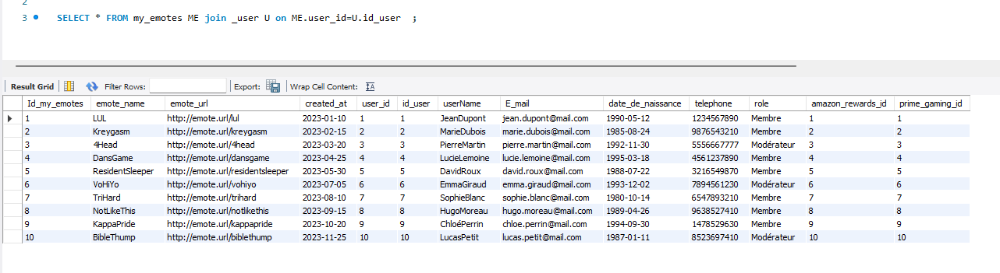 2
3 SELECT * FROM my_emotes ME join _user U on ME.user_id=U.id_user ;
Result Grid Filter Rows: Export: Wrap Cell Content: IA
Id_my_emotes emote_name emote_url created_at user_id id_user userName E_mail date_de_naissance telephone role amazon_rewards_id prime_gaming_id
1 LUL http://emote.url/lul 2023-01-10 1 1 JeanDupont jean.dupont@mail.com 1990-05-12 1234567890 Membre 1 1
2 Kreygasm http://emote.url/kreygasm 2023-02-15 2 2 MarieDubois marie.dubois@mail.com 1985-08-24 9876543210 Membre 2 2
3 4Head http://emote.url/4head 2023-03-20 3 3 PierreMartin pierre.martin@mail.com 1992-11-30 5556667777 Modérateur 3 3
4 DansGame http://emote.url/dansgame 2023-04-25 4 4 LucieLemoine lucie.lemoine@mail.com 1995-03-18 4561237890 Membre 4 4
5 ResidentSleeper http://emote.url/residentsleeper 2023-05-30 5 5 DavidRoux david.roux@mail.com 1988-07-22 3216549870 Membre 5 5
6 VoHiYo http://emote.url/vohiyo 2023-07-05 6 6 EmmaGiraud emma.giraud@mail.com 1993-12-02 7894561230 Modérateur 6 6
7 TriHard http://emote.url/trihard 2023-08-10 7 7 SophieBlanc sophie.blanc@mail.com 1980-10-14 6547893210 Membre 7 7
8 NotLikeThis http://emote.url/notlikethis 2023-09-15 8 8 HugoMoreau hugo.moreau@mail.com 1989-04-26 9638527410 Membre 8 8
9 KappaPride http://emote.url/kappapride 2023-10-20 9 9 ChloéPerrin chloe.perrin@mail.com 1994-09-30 1478529630 Membre 9 9
10 BibleThump http://emote.url/biblethump 2023-11-25 10 10 LucasPetit lucas.petit@mail.com 1987-01-11 8523697410 Modérateur 10 10